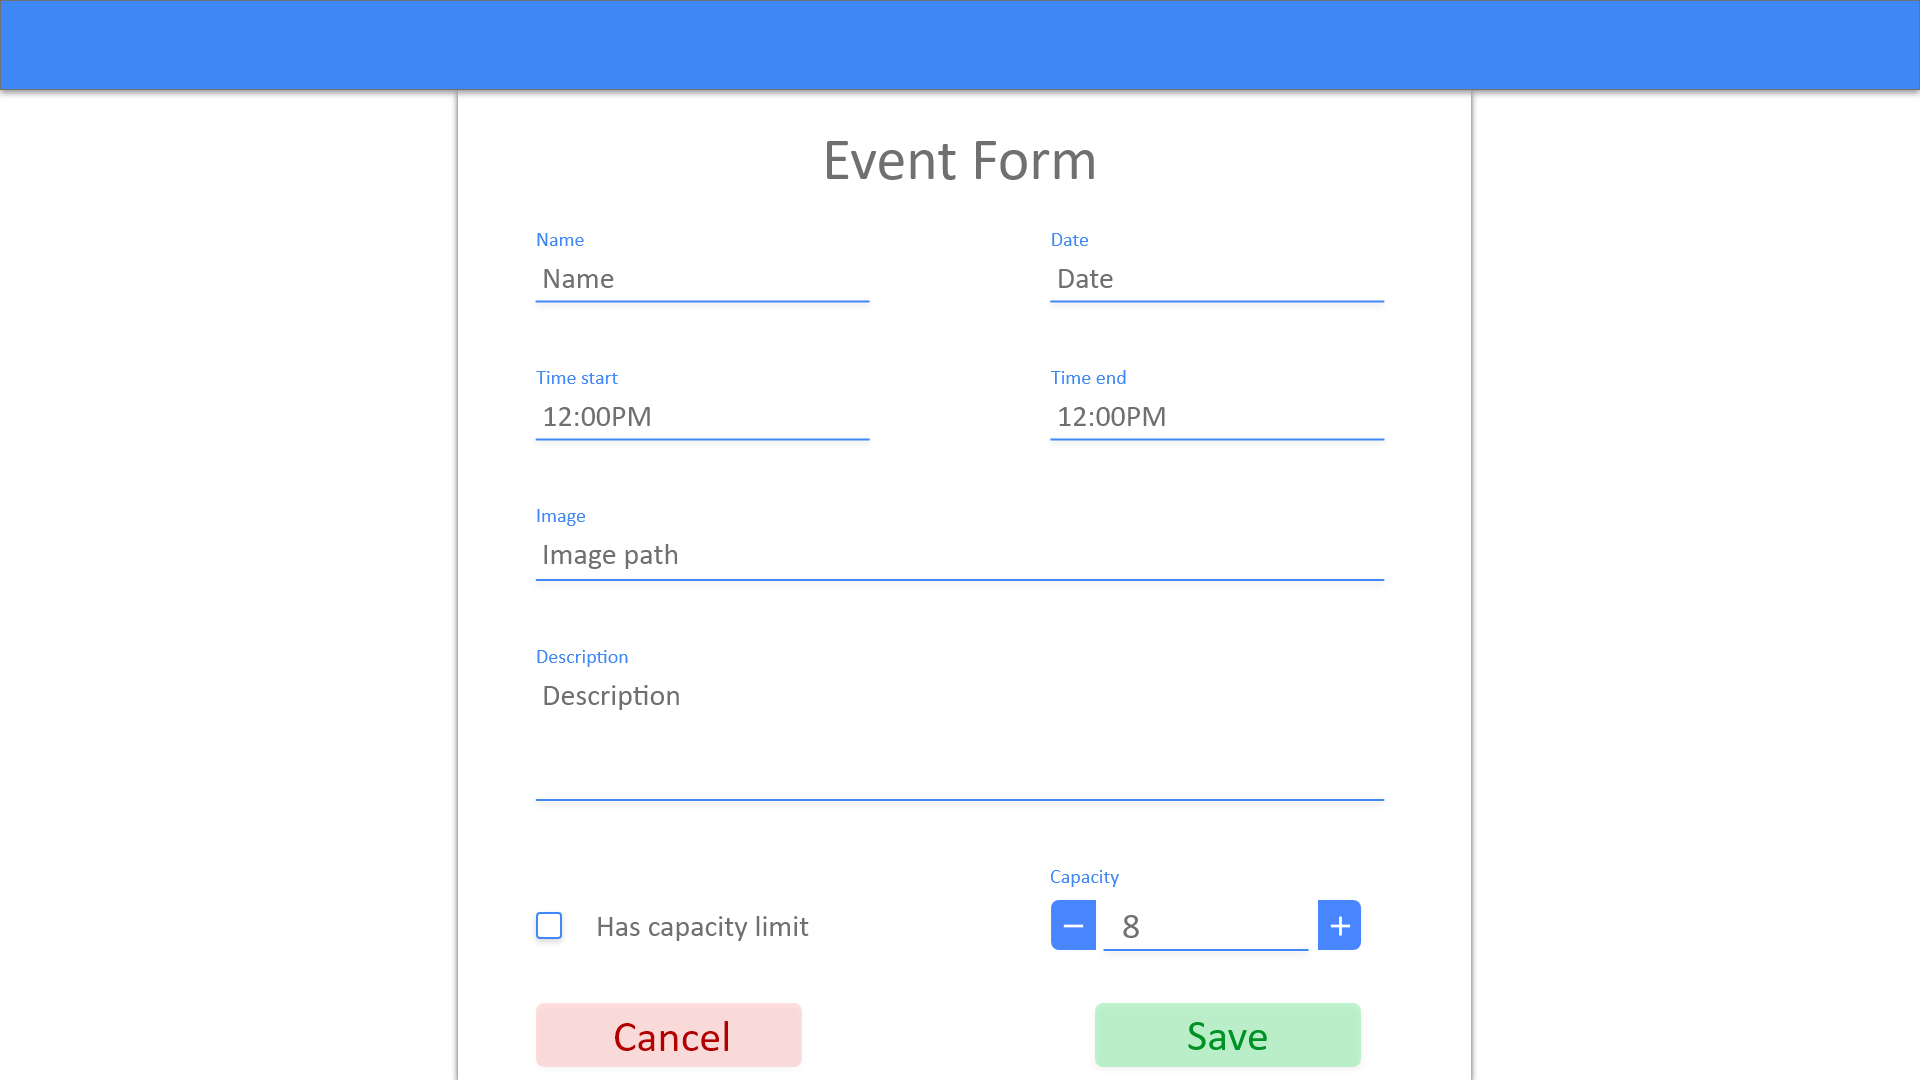 Event Form
Name
Date
Name
Date
Time start
Time end
12:00PM
12:00PM
Image
Image path
Description
Description
Capacity
Has capacity limit
8
Cancel
Save